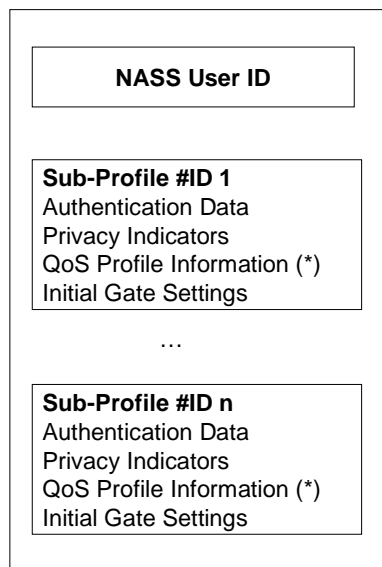 NASS User ID
Sub-Profile #ID 1
Authentication Data
Privacy Indicators
QoS Profile Information (*)
Initial Gate Settings
…
Sub-Profile #ID n
Authentication Data
Privacy Indicators
QoS Profile Information (*)
Initial Gate Settings